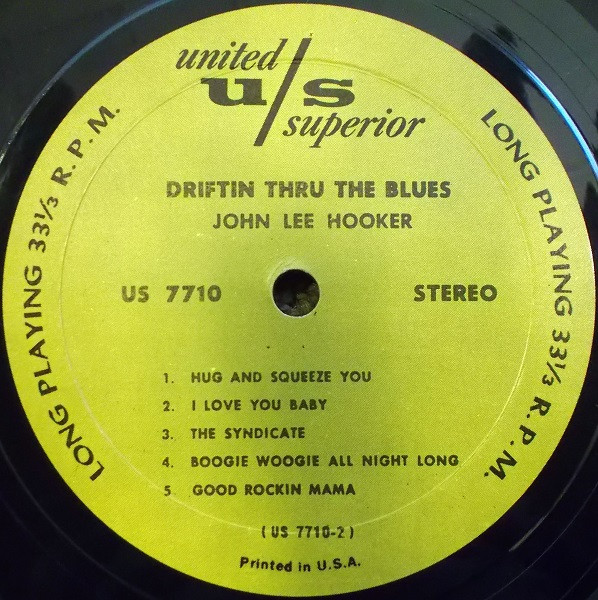 united
u/s
superior
LONG PLAYING 33⅓ R.P.M.
LONG PLAYING 33⅓ R.P.M.
DRIFTIN THRU THE BLUES
JOHN LEE HOOKER
US 7710
STEREO
1. HUG AND SQUEEZE YOU
2. I LOVE YOU BABY
3. THE SYNDICATE
4. BOOGIE WOOGIE ALL NIGHT LONG
5. GOOD ROCKIN MAMA
(US 7710-2)
Printed in U.S.A.